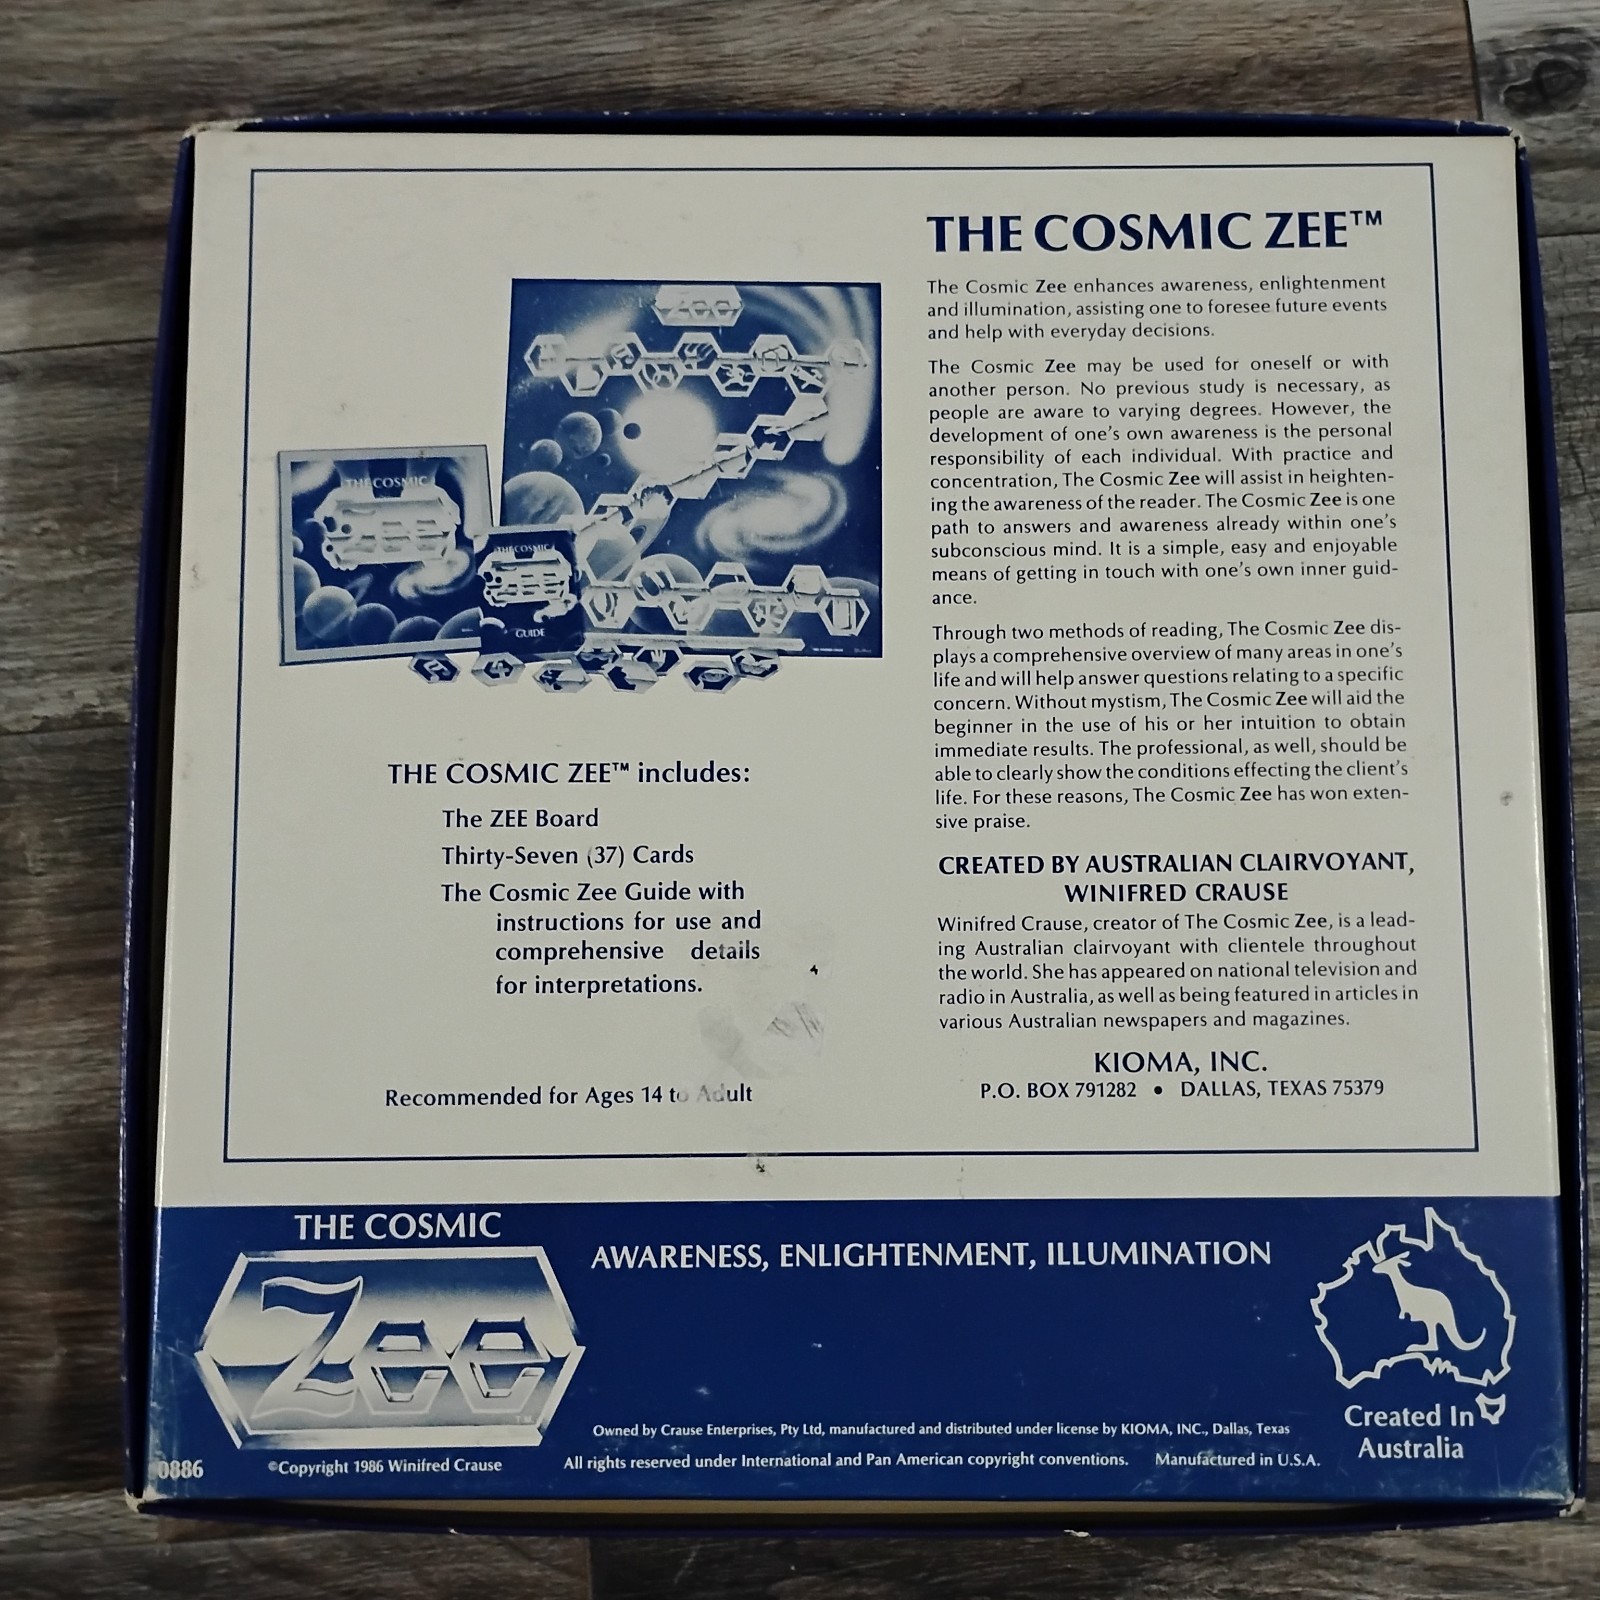 THE COSMIC ZEE™
The Cosmic Zee enhances awareness, enlightenment
and illumination, assisting one to foresee future events
and help with everyday decisions.
The Cosmic Zee may be used for oneself or with
another person. No previous study is necessary, as
people are aware to varying degrees. However, the
development of one's own awareness is the personal
responsibility of each individual. With practice and
concentration, The Cosmic Zee will assist in heighten-
ing the awareness of the reader. The Cosmic Zee is one
path to answers and awareness already within one's
subconscious mind. It is a simple, easy and enjoyable
means of getting in touch with one's own inner guid-
ance.
Through two methods of reading, The Cosmic Zee dis-
plays a comprehensive overview of many areas in one's
life and will help answer questions relating to a specific
concern. Without mystism, The Cosmic Zee will aid the
beginner in the use of his or her intuition to obtain
immediate results. The professional, as well, should be
able to clearly show the conditions effecting the client's
life. For these reasons, The Cosmic Zee has won exten-
sive praise.
CREATED BY AUSTRALIAN CLAIRVOYANT,
WINIFRED CRAUSE
Winifred Crause, creator of The Cosmic Zee, is a lead-
ing Australian clairvoyant with clientele throughout
the world. She has appeared on national television and
radio in Australia, as well as being featured in articles in
various Australian newspapers and magazines.
KIOMA, INC.
P.O. BOX 791282 • DALLAS, TEXAS 75379
Zee
THE COSMIC
Zee
THE COSMIC
Zee
GUIDE
THE COSMIC ZEE™ includes:
The ZEE Board
Thirty-Seven (37) Cards
The Cosmic Zee Guide with
instructions for use and
comprehensive details
for interpretations.
Recommended for Ages 14 to Adult
THE COSMIC
Zee
TM
AWARENESS, ENLIGHTENMENT, ILLUMINATION
Created In
Australia
Owned by Crause Enterprises, Pty Ltd, manufactured and distributed under license by KIOMA, INC., Dallas, Texas
0886
©Copyright 1986 Winifred Crause
All rights reserved under International and Pan American copyright conventions. Manufactured in U.S.A.